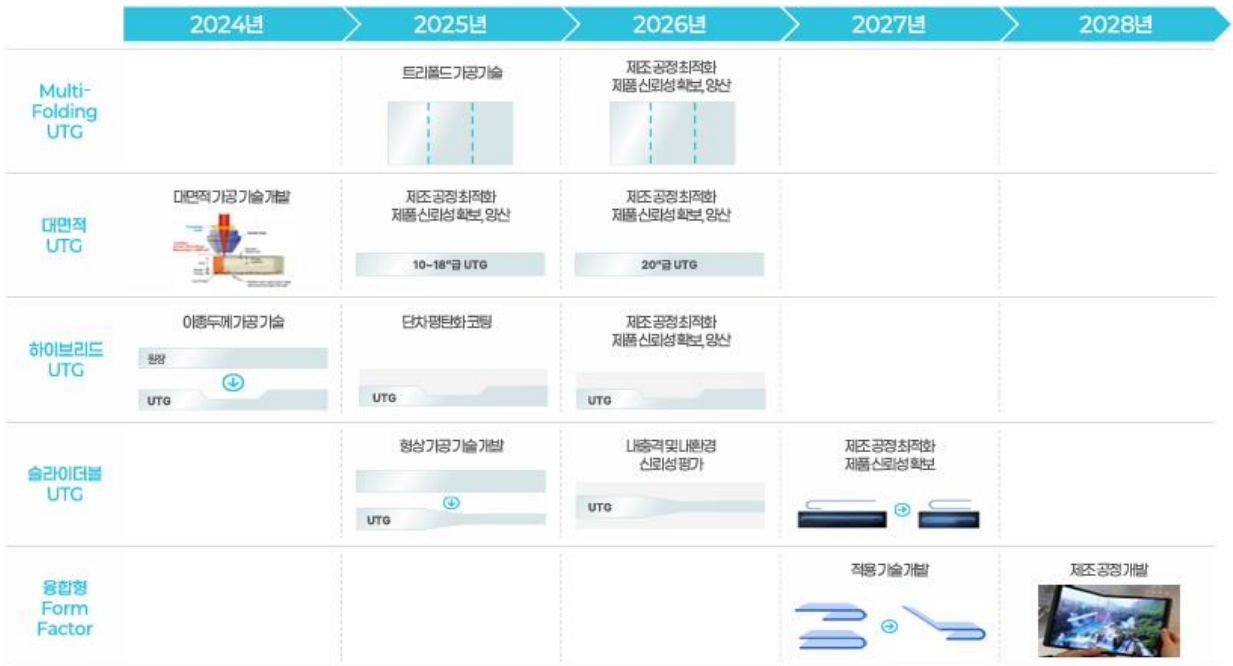 2024년
2025년
2026년
2027년
2028년
Multi-
Folding
UTG
트리폴드 가공기술
제조공정 최적화
제품 신뢰성 확보, 양산
대면적
UTG
대면적 가공 기술 개발
제조 공정 최적화
제품 신뢰성 확보, 양산
10~18"급 UTG
제조 공정 최적화
제품 신뢰성 확보, 양산
20"급 UTG
하이브리드
UTG
이종두께 가공 기술
원장
UTG
단차 평탄화 코팅
UTG
제조 공정 최적화
제품 신뢰성 확보, 양산
UTG
슬라이더블
UTG
형상 가공 기술 개발
UTG
내충격 및 내환경
신뢰성 평가
UTG
제조 공정 최적화
제품 신뢰성 확보
융합형
Form
Factor
적용 기술 개발
제조 공정 개발